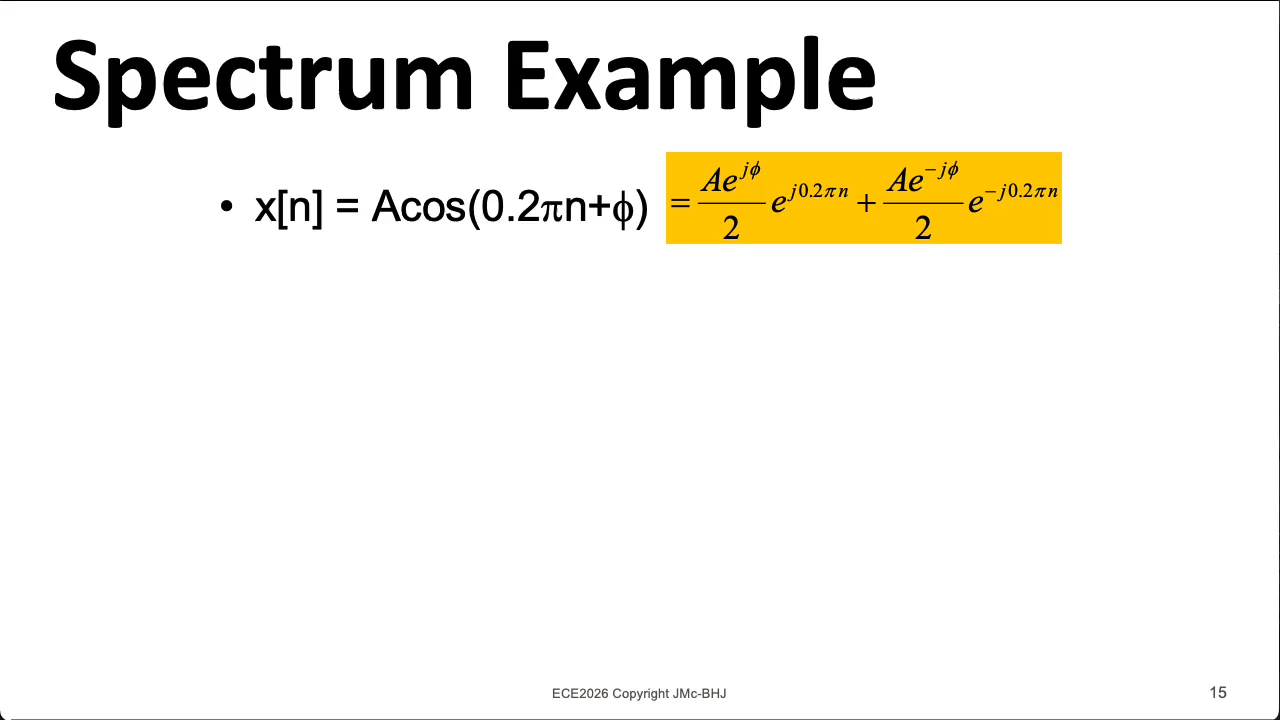 Spectrum Example
• x[n] = Acos(0.2πn+ϕ) = Ae^{jϕ}/2 e^{j0.2πn} + Ae^{−jϕ}/2 e^{−j0.2πn}
ECE2026 Copyright JMc-BHJ
15